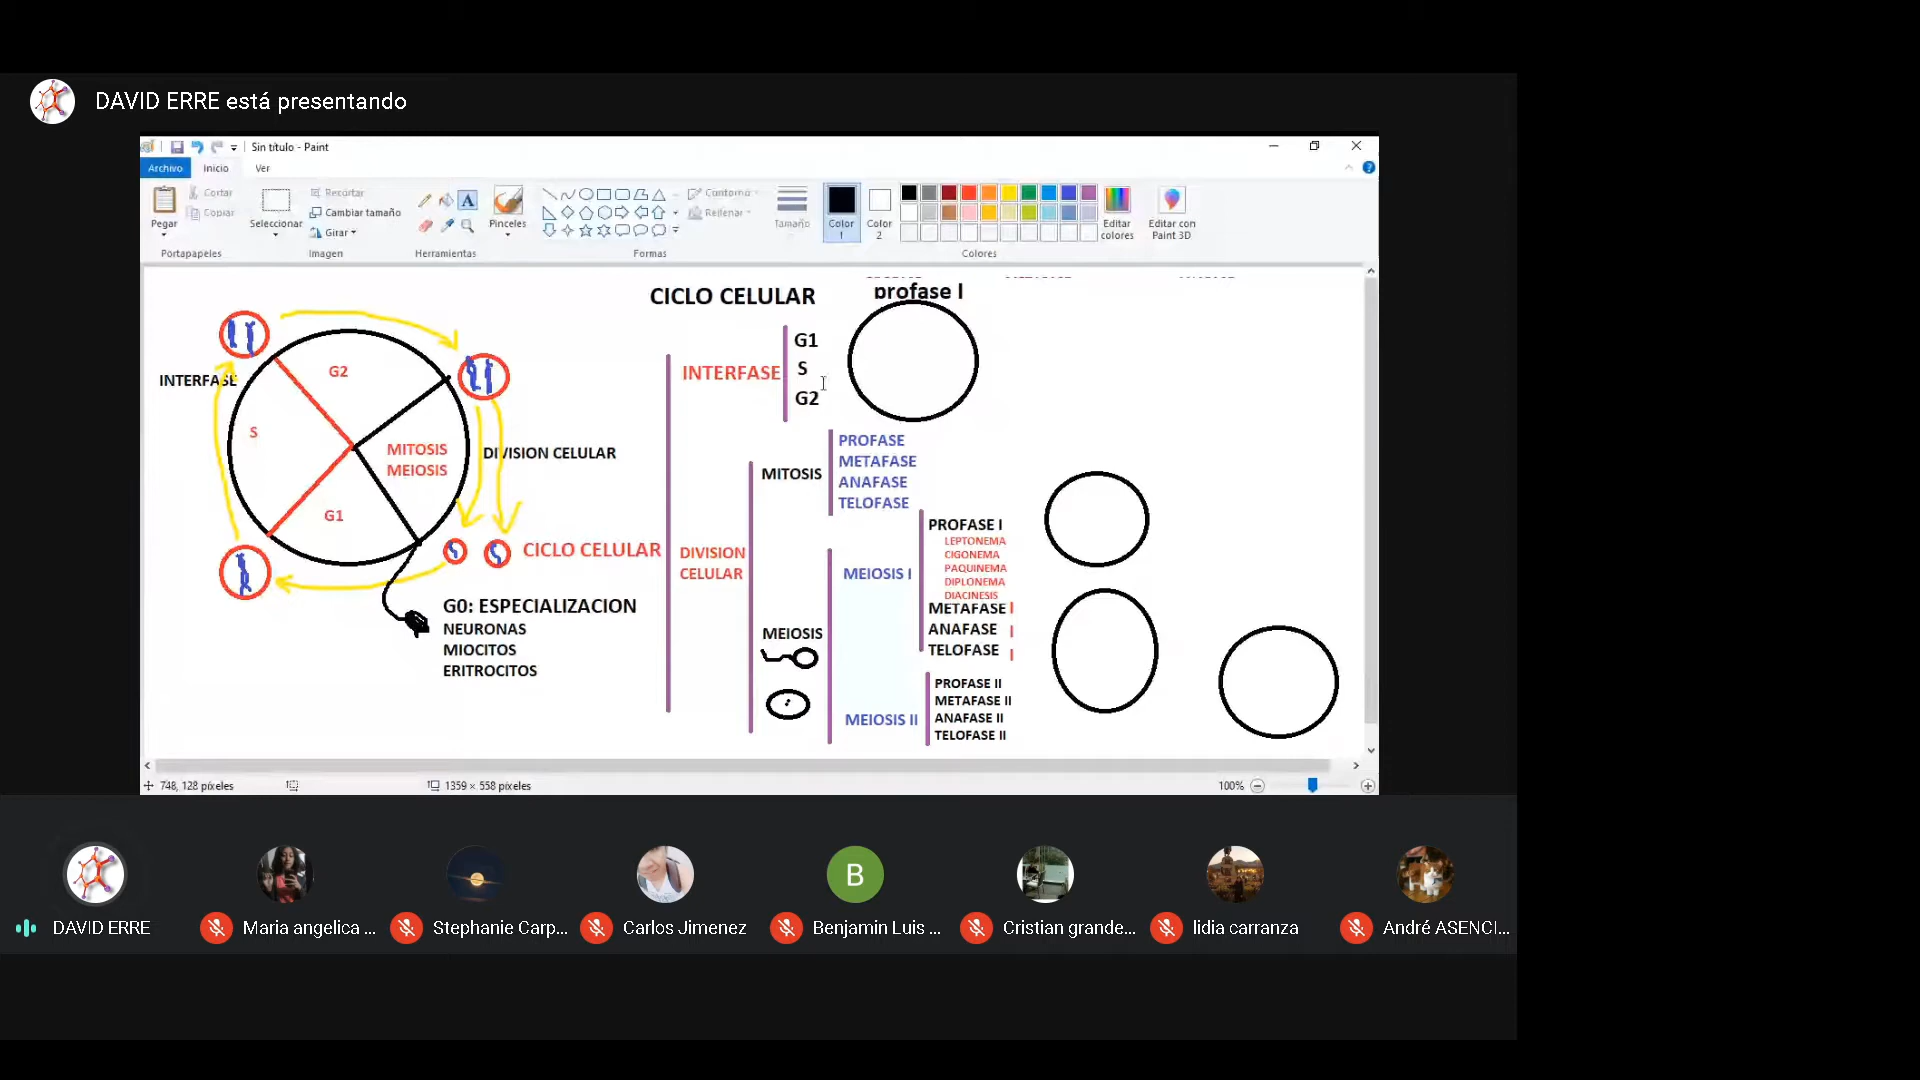 DAVID ERRE está presentando
Sin título - Paint
Archivo
Inicio
Ver
Pegar
Cortar
Copiar
Portapapeles
Seleccionar
Recortar
Cambiar tamaño
Girar
Imagen
Herramientas
Pinceles
Formas
Contorno
Rellenar
Tamaño
Color
1
Color
2
Colores
Editar
colores
Editar con
Paint 3D
CICLO CELULAR
profase I
INTERFASE
G2
S
MITOSIS
MEIOSIS
G1
DIVISION CELULAR
CICLO CELULAR
G0: ESPECIALIZACION
NEURONAS
MIOCITOS
ERITROCITOS
INTERFASE
G1
S
G2
DIVISION
CELULAR
MITOSIS
PROFASE
METAFASE
ANAFASE
TELOFASE
MEIOSIS
MEIOSIS I
PROFASE I
LEPTONEMA
CIGONEMA
PAQUINEMA
DIPLONEMA
DIACINESIS
METAFASE I
ANAFASE I
TELOFASE I
MEIOSIS II
PROFASE II
METAFASE II
ANAFASE II
TELOFASE II
748, 128 píxeles
1359 × 558 píxeles
100%
B
DAVID ERRE
Maria angelica ...
Stephanie Carp...
Carlos Jimenez
Benjamin Luis ...
Cristian grande...
lidia carranza
André ASENCI...